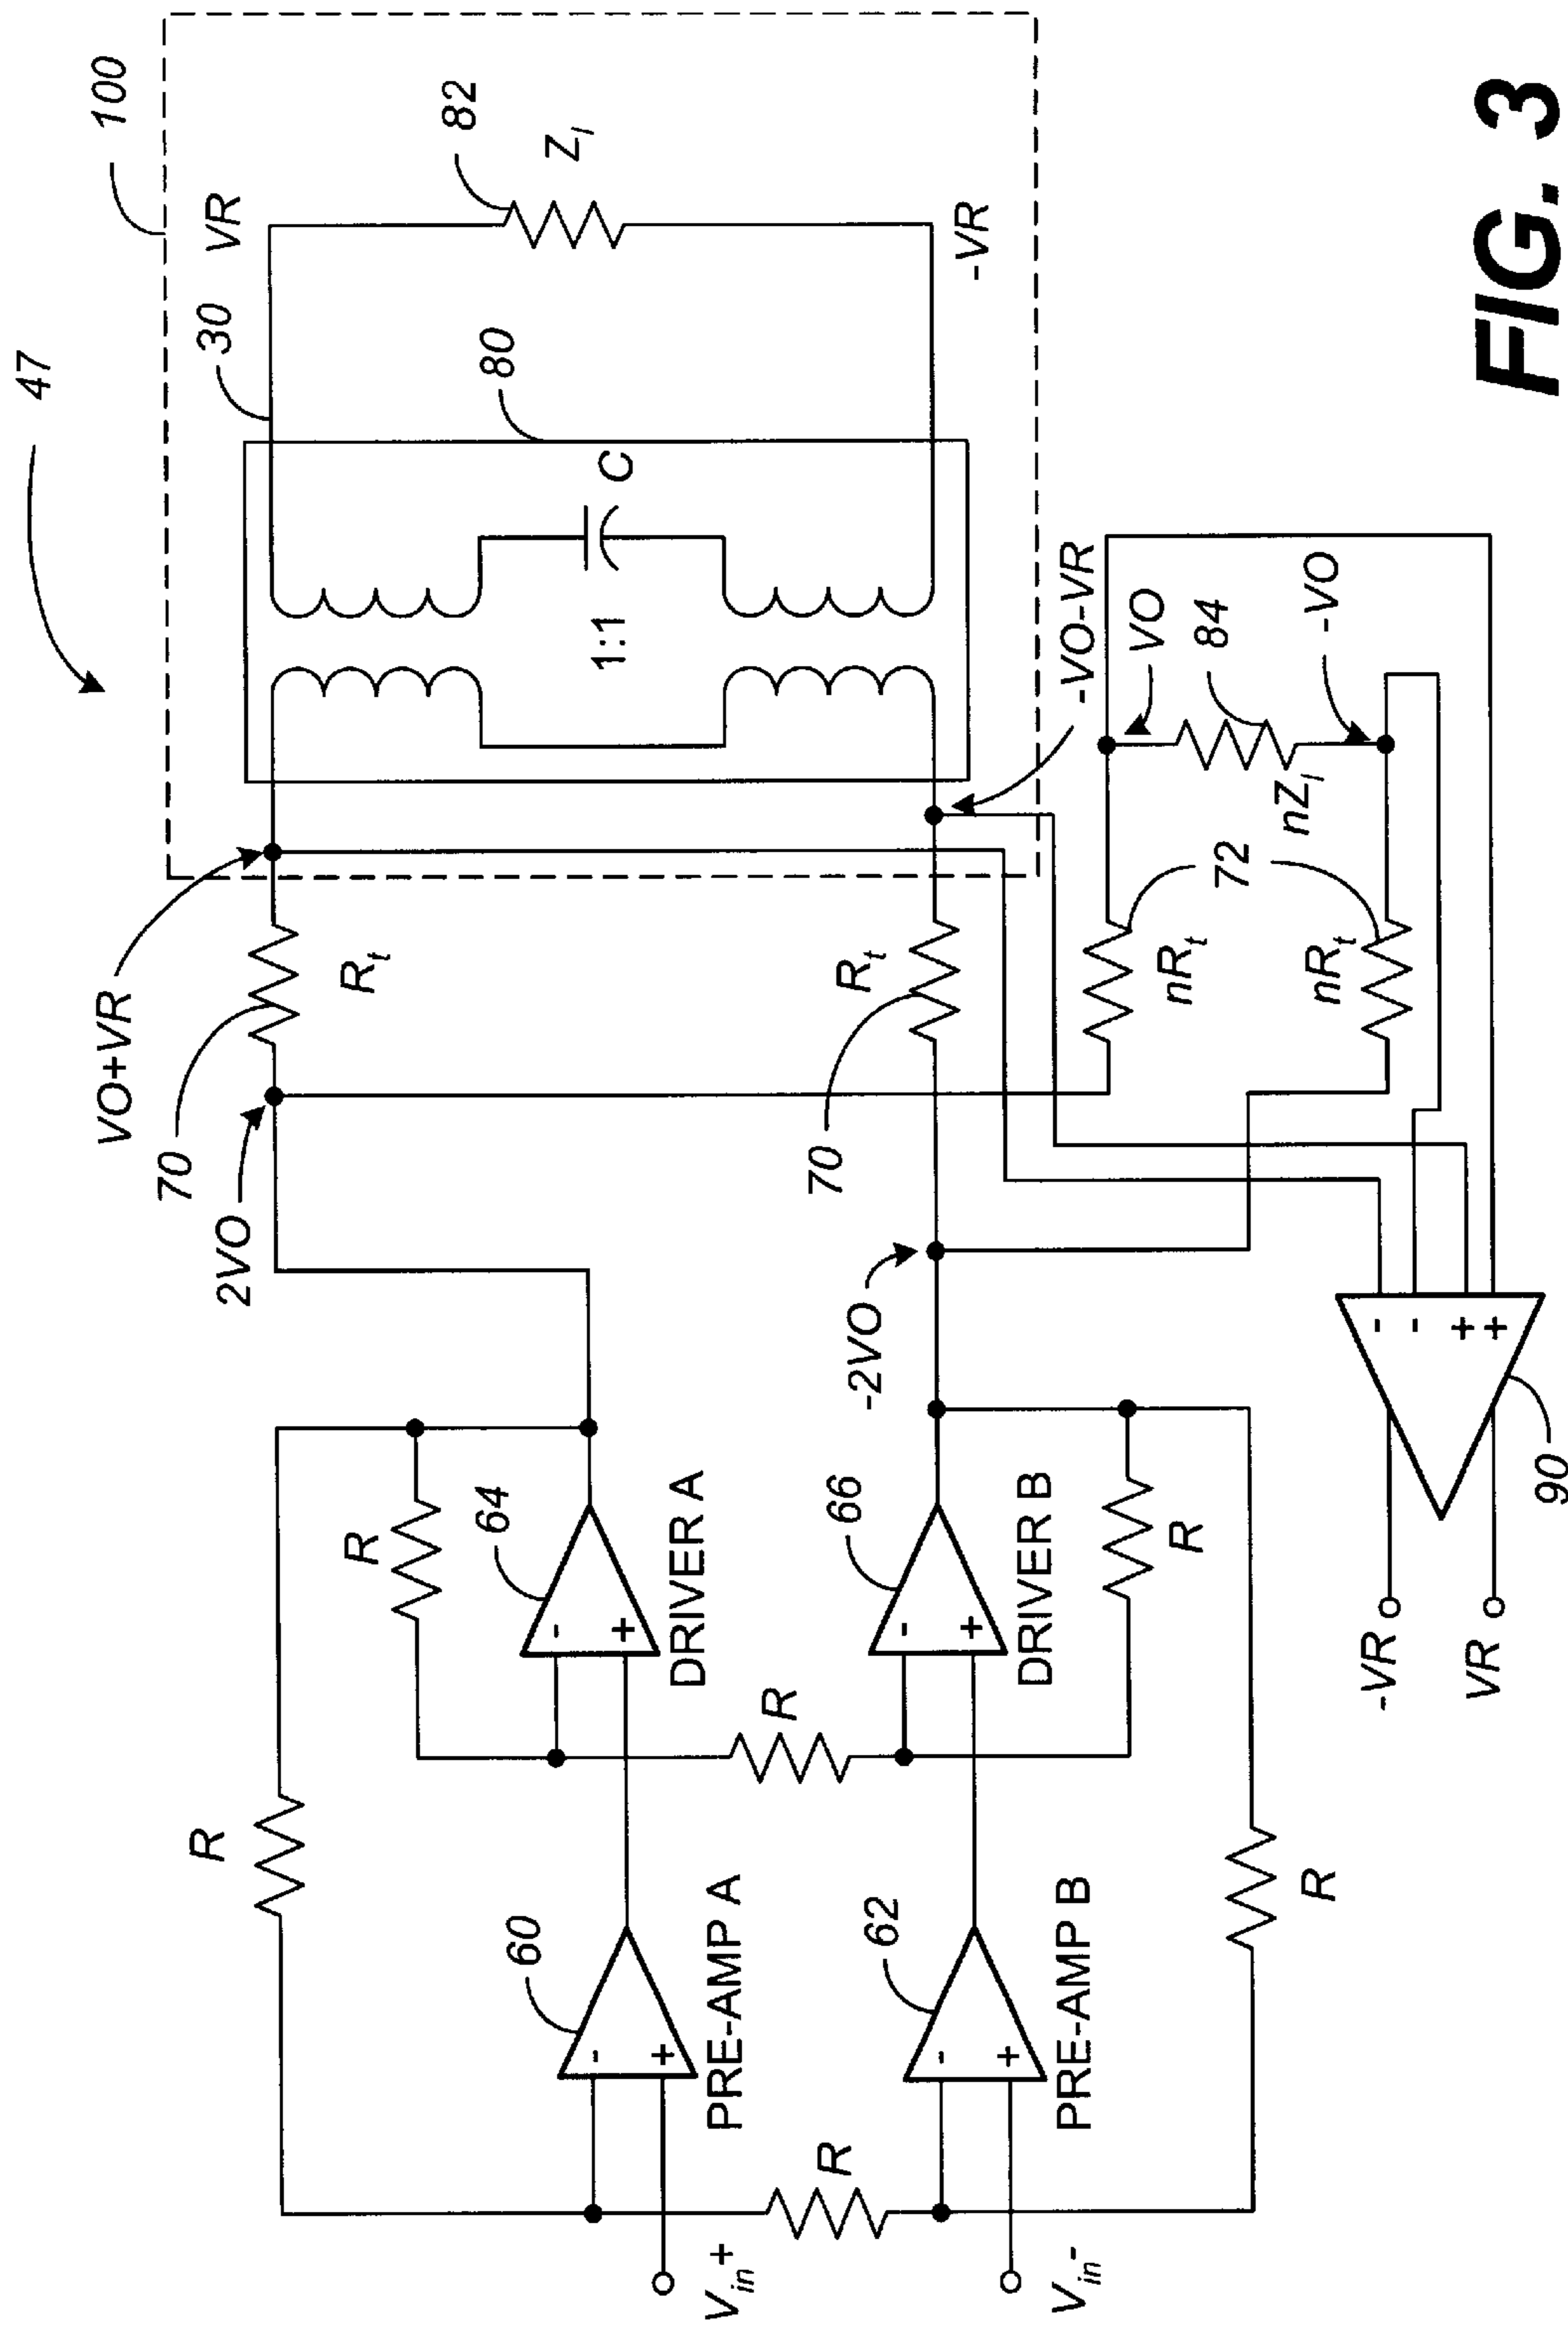 47
100
VR
30
82
Z_l
80
C
1:1
-VR
VO+VR
70
R_t
2VO
R_t
70
-VO-VR
VO
84
-VO
nZ_l
72
nR_t
nR_t
-2VO
R
R
64
-
+
DRIVER A
R
66
-
+
DRIVER B
R
60
-
+
PRE-AMP A
R
62
-
+
PRE-AMP B
R
V_in+
V_in-
-
-
+
+
90
-VR
VR
FIG. 3